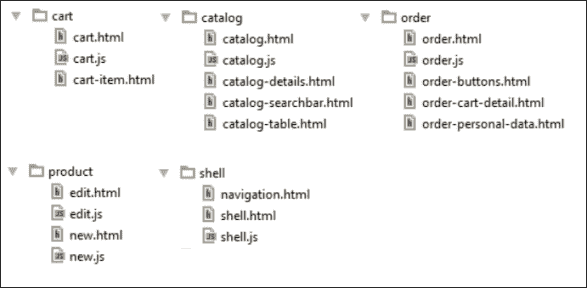 cart
cart.html
cart.js
cart-item.html
catalog
catalog.html
catalog.js
catalog-details.html
catalog-searchbar.html
catalog-table.html
order
order.html
order.js
order-buttons.html
order-cart-detail.html
order-personal-data.html
product
edit.html
edit.js
new.html
new.js
shell
navigation.html
shell.html
shell.js